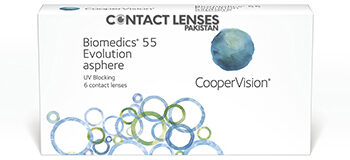 CONTACT LENSES
PAKISTAN
Biomedics® 55
Evolution
asphere
UV Blocking
6 contact lenses
CooperVision®